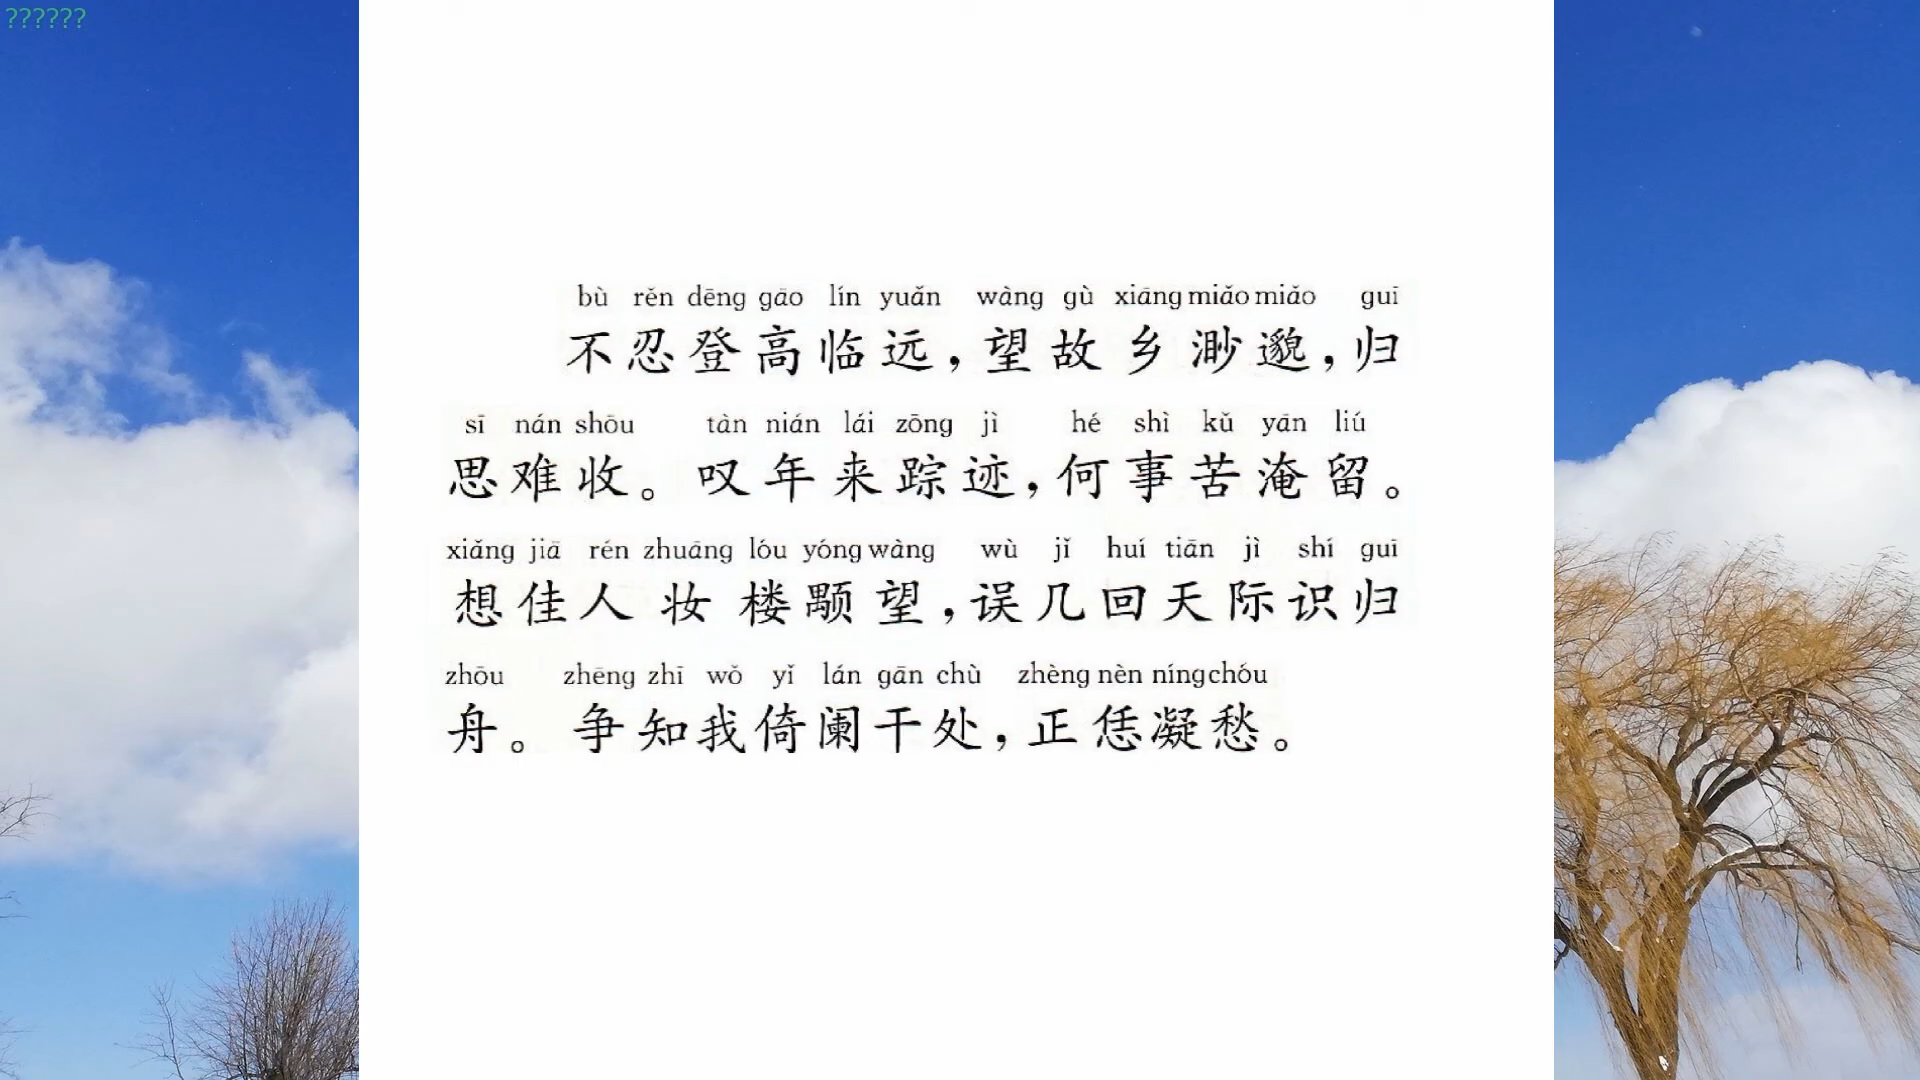 ??????
bù rěn dēng gāo lín yuǎn wàng gù xiāng miǎo miǎo guī
不忍登高临远，望故乡渺邈，归
sī nán shōu tàn nián lái zōng jì hé shì kǔ yān liú
思难收。叹年来踪迹，何事苦淹留。
xiǎng jiā rén zhuāng lóu yóng wàng wù jǐ huí tiān jì shí guī
想佳人妆楼颙望，误几回天际识归
zhōu zhēng zhī wǒ yǐ lán gān chù zhèng nèn níng chóu
舟。争知我倚阑干处，正恁凝愁。